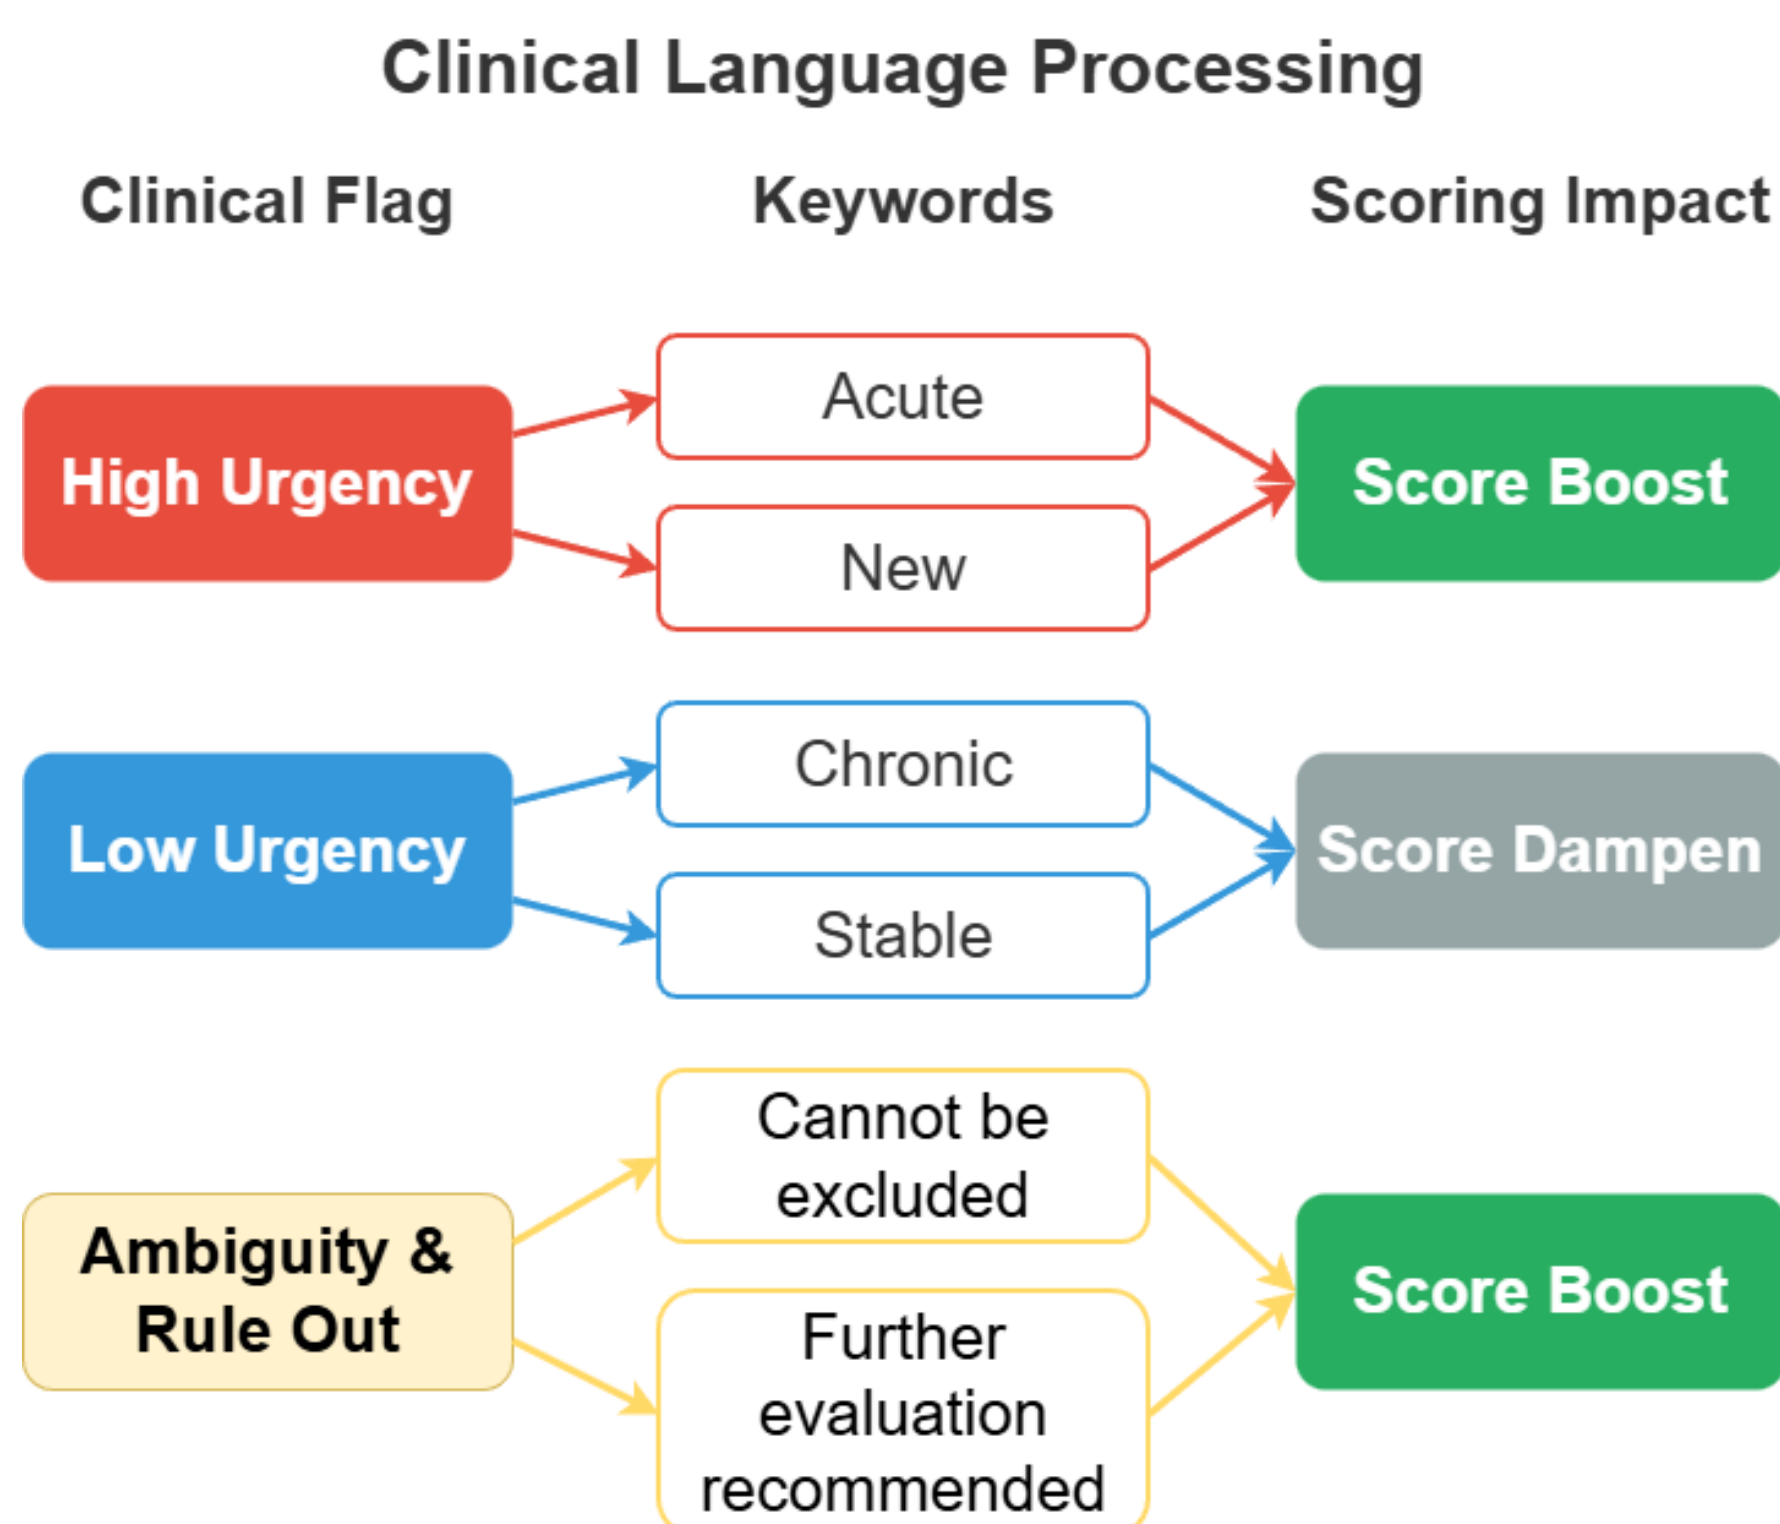 Clinical Language Processing
Clinical Flag
Keywords
Scoring Impact
High Urgency
Acute
New
Score Boost
Low Urgency
Chronic
Stable
Score Dampen
Ambiguity &
Rule Out
Cannot be
excluded
Further
evaluation
recommended
Score Boost